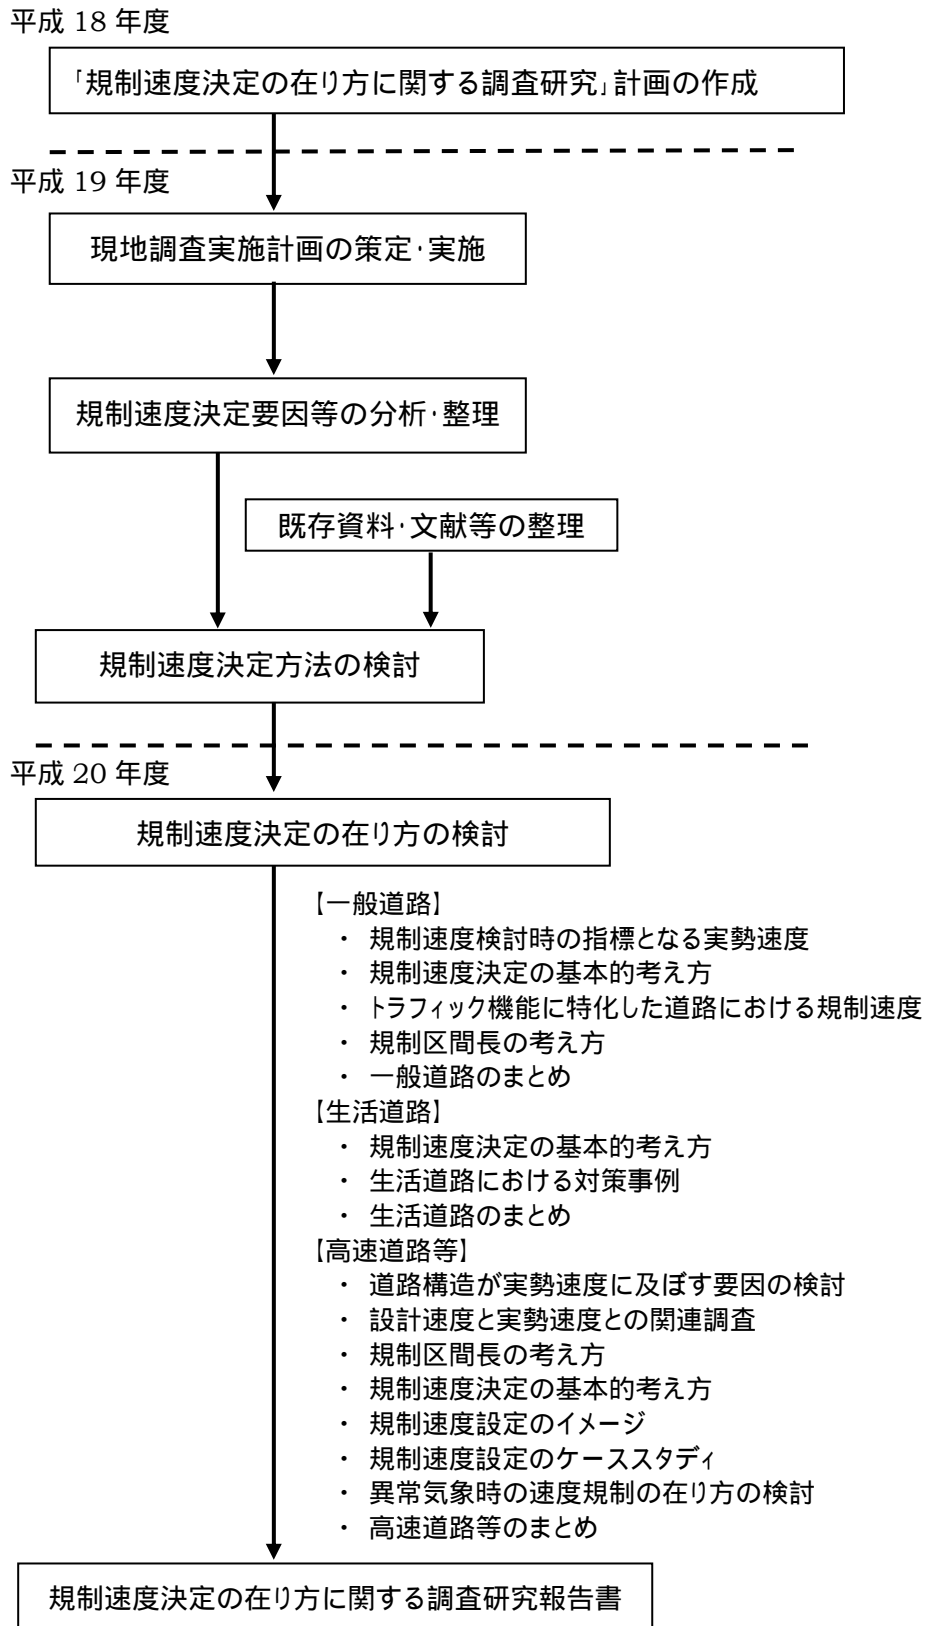 平成 18 年度
「規制速度決定の在り方に関する調査研究」計画の作成
平成 19 年度
現地調査実施計画の策定・実施
規制速度決定要因等の分析・整理
既存資料・文献等の整理
規制速度決定方法の検討
平成 20 年度
規制速度決定の在り方の検討
【一般道路】
・ 規制速度検討時の指標となる実勢速度
・ 規制速度決定の基本的考え方
・ トラフィック機能に特化した道路における規制速度
・ 規制区間長の考え方
・ 一般道路のまとめ
【生活道路】
・ 規制速度決定の基本的考え方
・ 生活道路における対策事例
・ 生活道路のまとめ
【高速道路等】
・ 道路構造が実勢速度に及ぼす要因の検討
・ 設計速度と実勢速度との関連調査
・ 規制区間長の考え方
・ 規制速度決定の基本的考え方
・ 規制速度設定のイメージ
・ 規制速度設定のケーススタディ
・ 異常気象時の速度規制の在り方の検討
・ 高速道路等のまとめ
規制速度決定の在り方に関する調査研究報告書